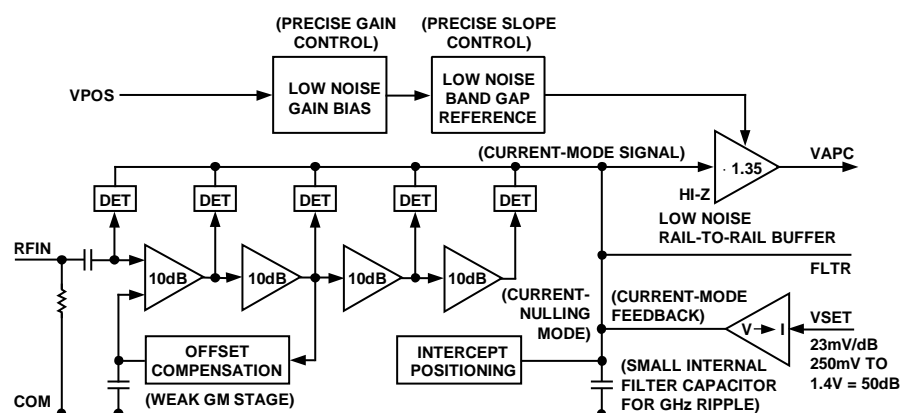 (PRECISE GAIN
CONTROL)
(PRECISE SLOPE
CONTROL)
VPOS
LOW NOISE
GAIN BIAS
LOW NOISE
BAND GAP
REFERENCE
(CURRENT-MODE SIGNAL)
· 1.35
VAPC
HI-Z
LOW NOISE
RAIL-TO-RAIL BUFFER
DET
DET
DET
DET
DET
RFIN
10dB
10dB
10dB
10dB
FLTR
(CURRENT-
NULLING
MODE)
(CURRENT-MODE
FEEDBACK)
V
I
VSET
23mV/dB
250mV TO
1.4V = 50dB
OFFSET
COMPENSATION
INTERCEPT
POSITIONING
(SMALL INTERNAL
FILTER CAPACITOR
FOR GHz RIPPLE)
COM
(WEAK GM STAGE)